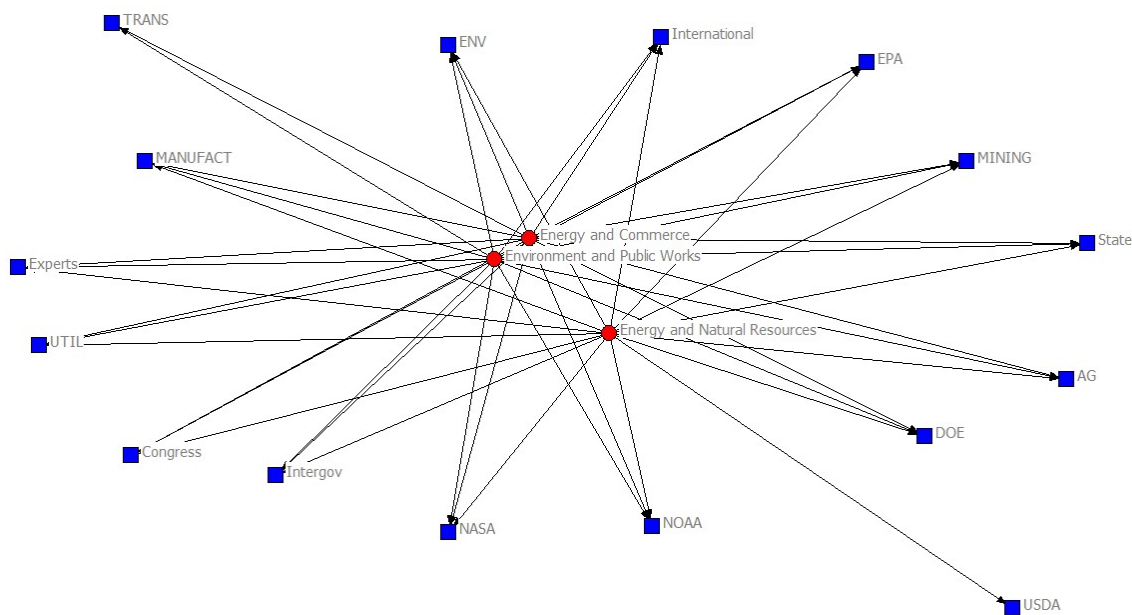 TRANS
ENV
International
EPA
MANUFACT
MINING
Energy and Commerce
State
Environment and Public Works
Experts
Energy and Natural Resources
UTIL
AG
DOE
Congress
Intergov
NOAA
NASA
USDA